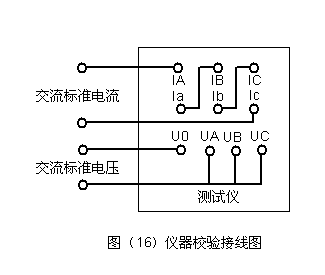 IA IB IC
Ia Ib Ic
交流标准电流
U0 UA UB UC
交流标准电压
测试仪
图（16）仪器校验接线图